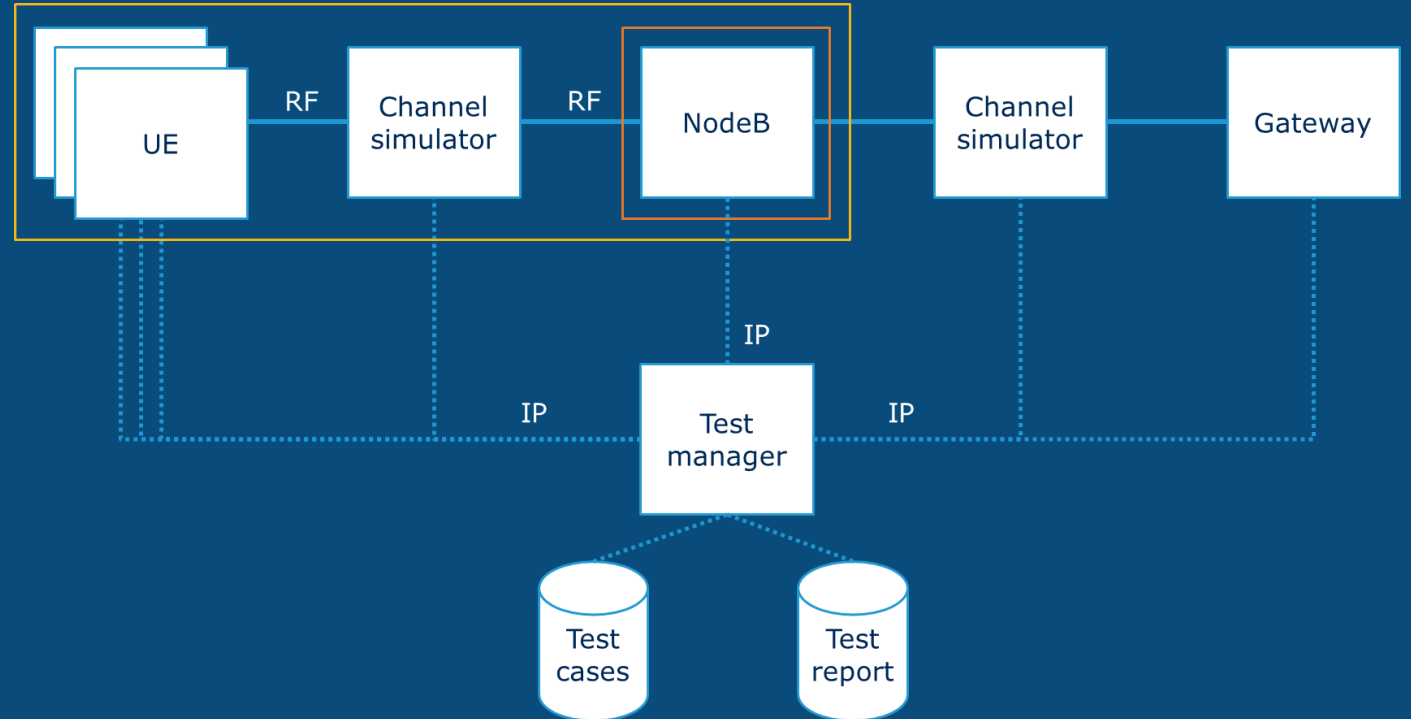 UE
RF
Channel
simulator
RF
NodeB
Channel
simulator
Gateway
IP
IP
Test
manager
IP
Test
cases
Test
report